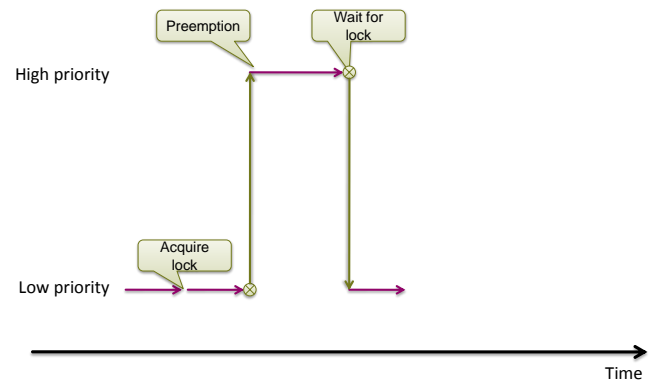 Preemption
Wait for
lock
High priority
Acquire
lock
Low priority
Time